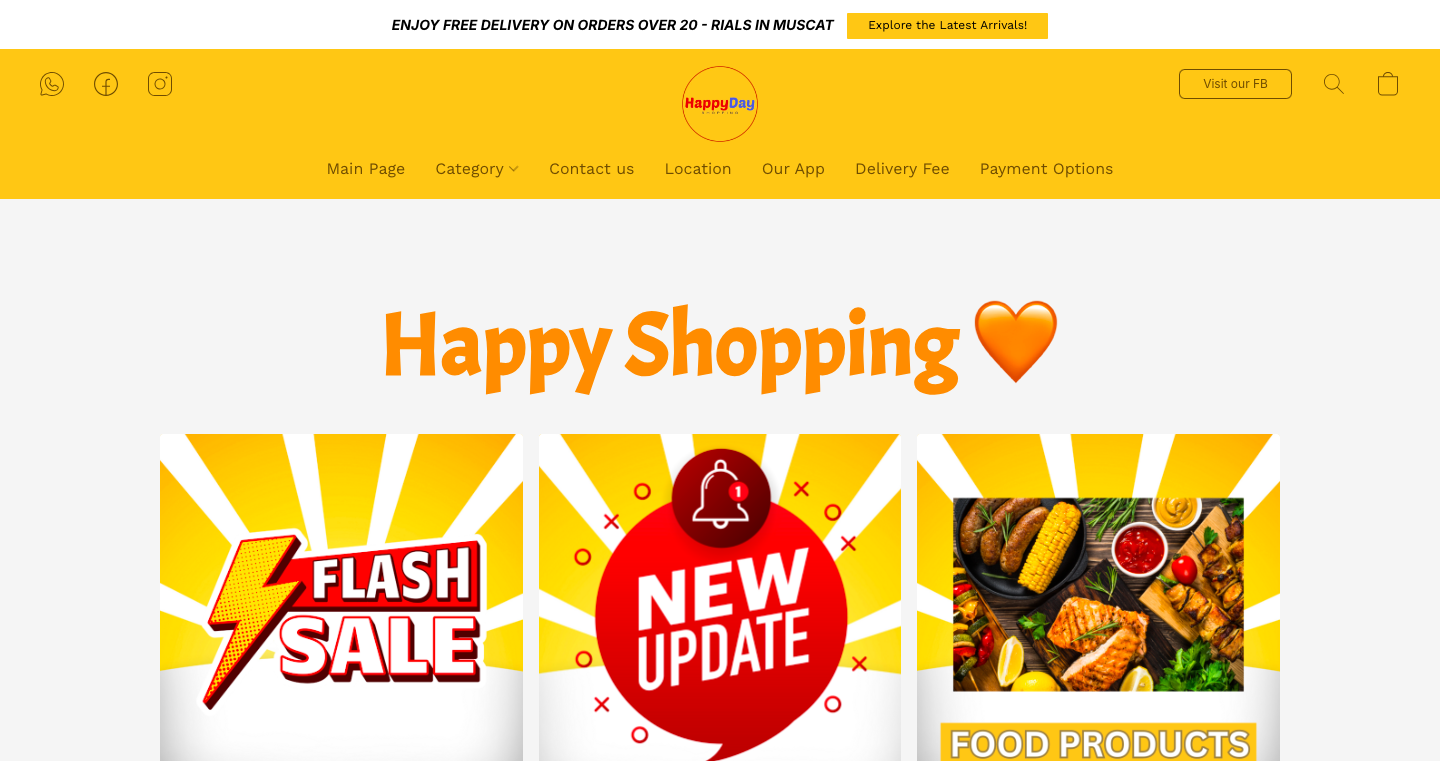 ENJOY FREE DELIVERY ON ORDERS OVER 20 - RIALS IN MUSCAT
Explore the Latest Arrivals!
HappyDay
SHOPPING
Visit our FB
Main Page
Category
Contact us
Location
Our App
Delivery Fee
Payment Options
Happy Shopping 🧡
FLASH
SALE
1
NEW
UPDATE
FOOD PRODUCTS